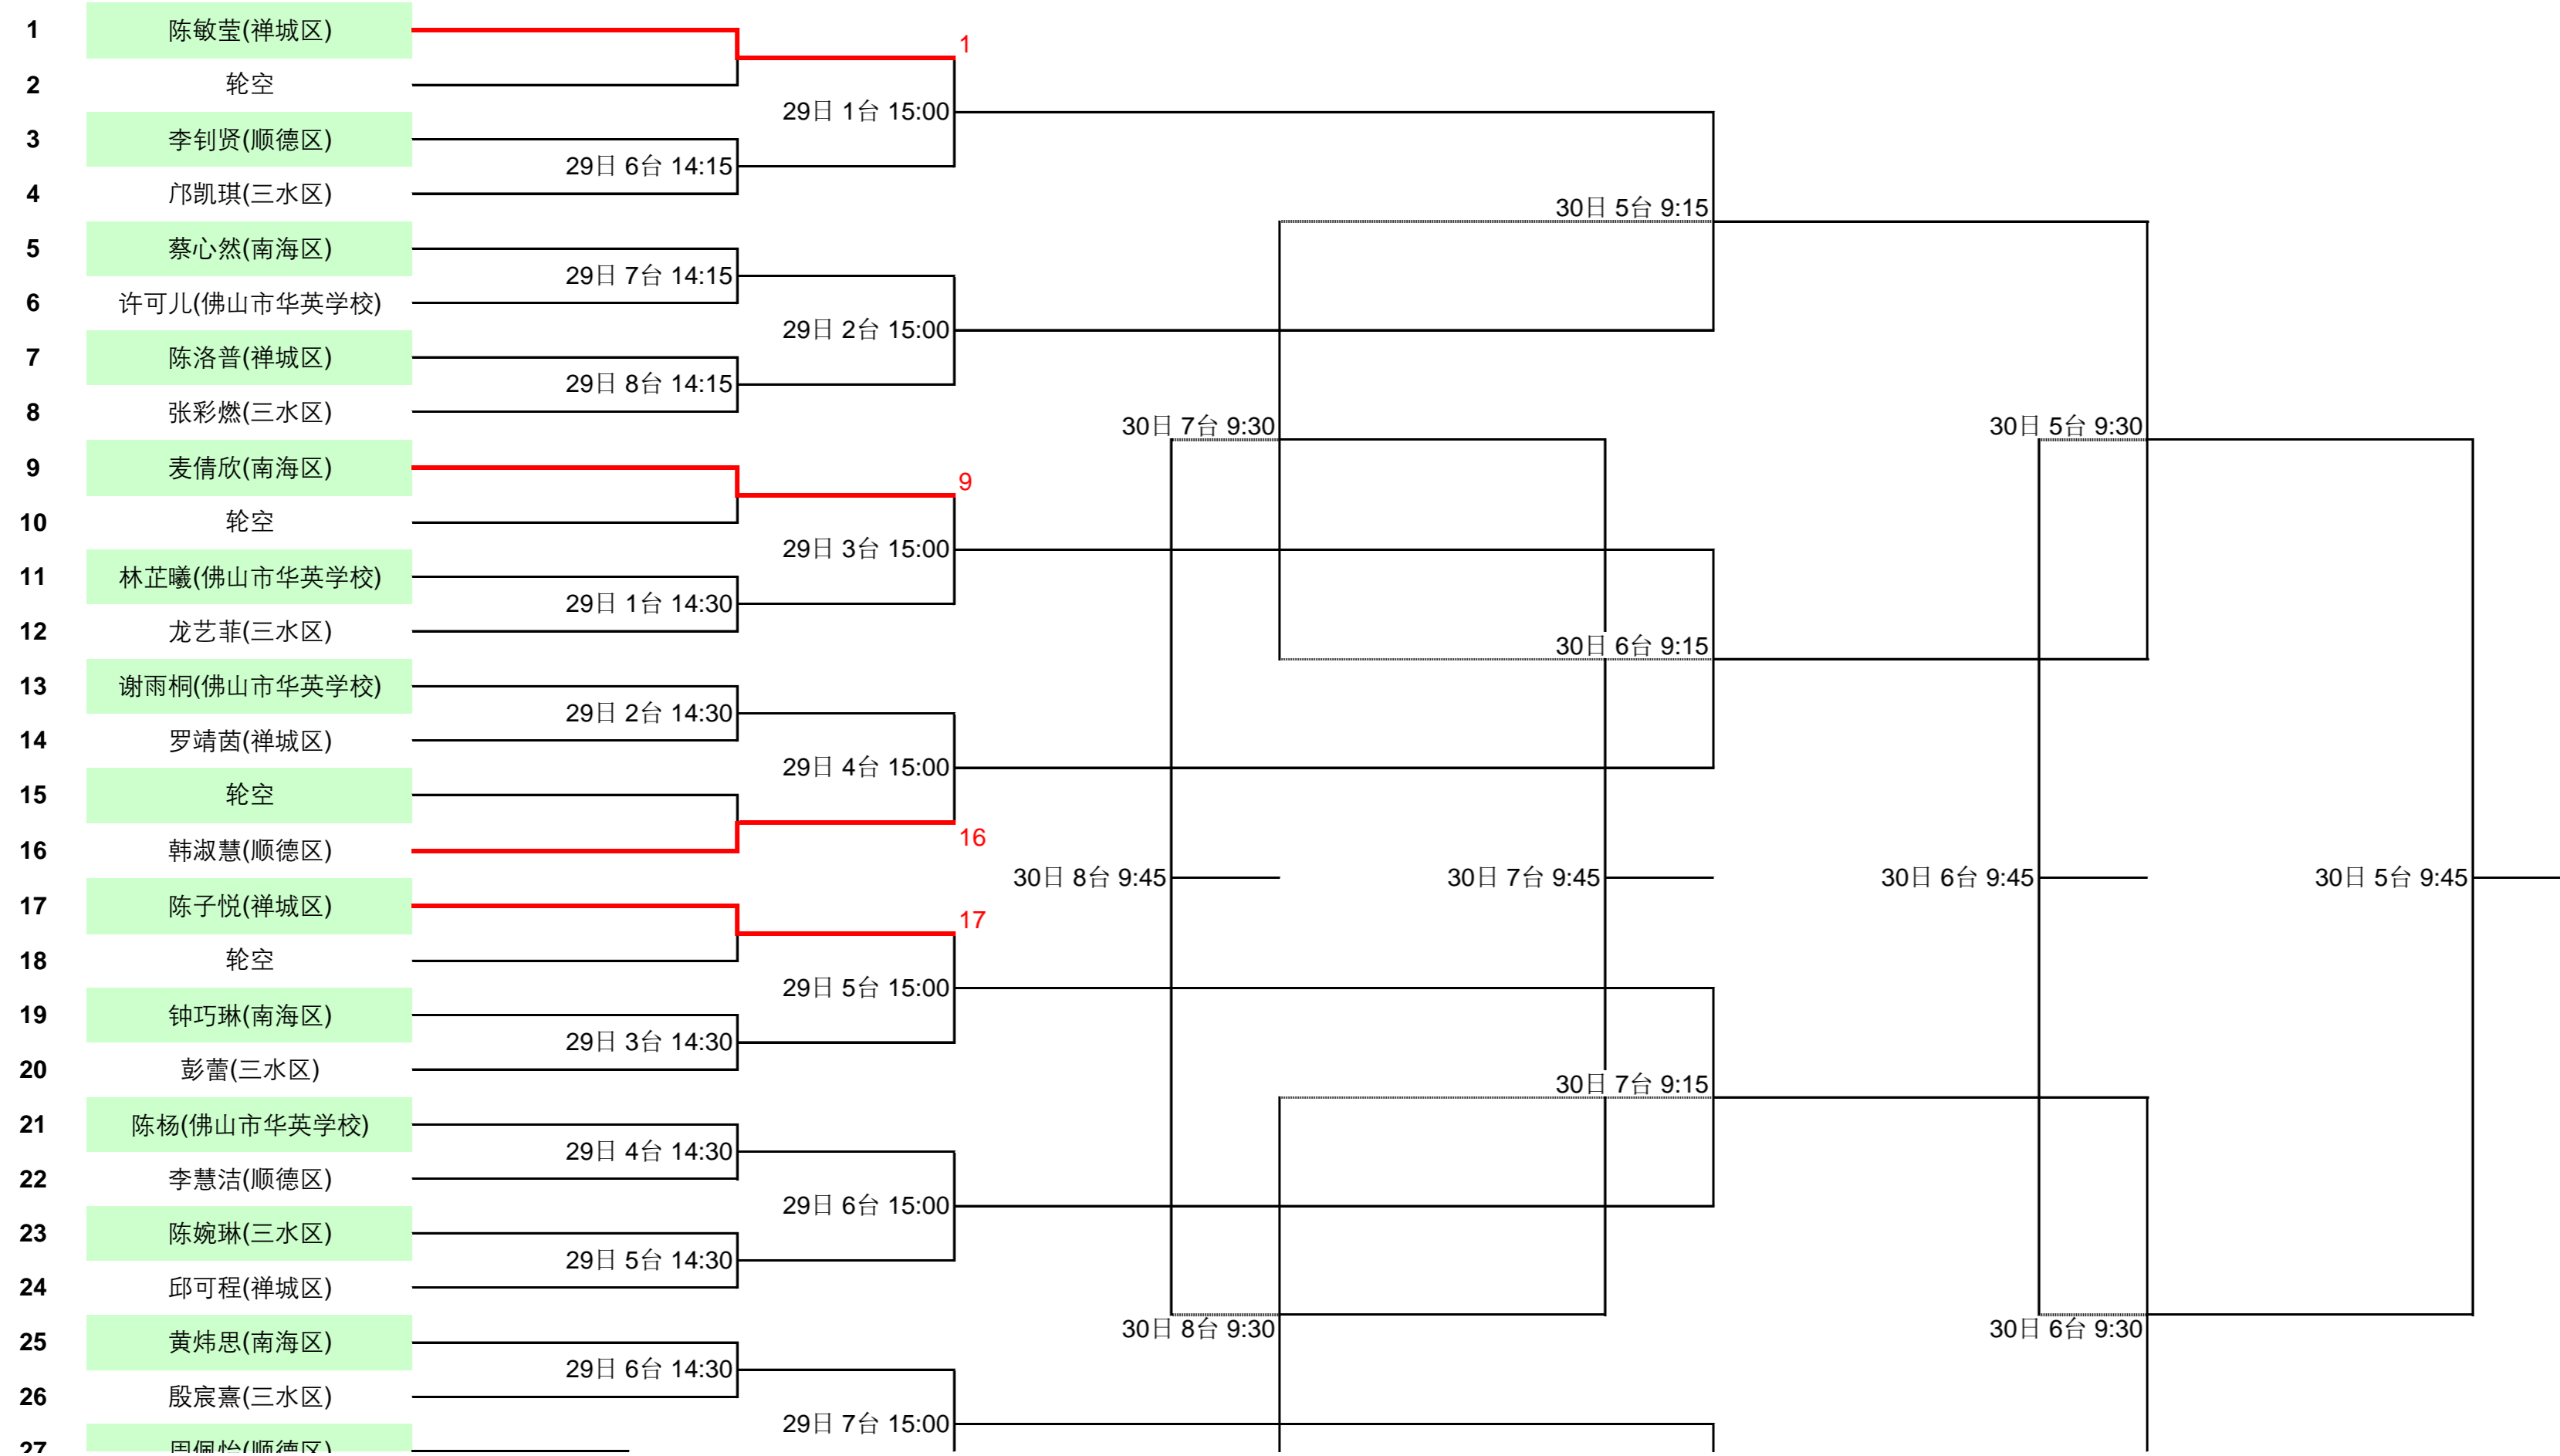 1 陈敏莹(禅城区) 1
2 轮空
29日 1台 15:00
3 李钊贤(顺德区)
29日 6台 14:15
4 邝凯琪(三水区)
30日 5台 9:15
5 蔡心然(南海区)
29日 7台 14:15
6 许可儿(佛山市华英学校)
29日 2台 15:00
7 陈洛普(禅城区)
29日 8台 14:15
8 张彩燃(三水区)
30日 7台 9:30 30日 5台 9:30
9 麦倩欣(南海区) 9
10 轮空
29日 3台 15:00
11 林芷曦(佛山市华英学校)
29日 1台 14:30
12 龙艺菲(三水区)
30日 6台 9:15
13 谢雨桐(佛山市华英学校)
29日 2台 14:30
14 罗靖茵(禅城区)
29日 4台 15:00
15 轮空
16 韩淑慧(顺德区) 16
30日 8台 9:45 30日 7台 9:45 30日 6台 9:45 30日 5台 9:45
17 陈子悦(禅城区) 17
18 轮空
29日 5台 15:00
19 钟巧琳(南海区)
29日 3台 14:30
20 彭蕾(三水区)
30日 7台 9:15
21 陈杨(佛山市华英学校)
29日 4台 14:30
22 李慧洁(顺德区)
29日 6台 15:00
23 陈婉琳(三水区)
29日 5台 14:30
24 邱可程(禅城区)
30日 8台 9:30 30日 6台 9:30
25 黄炜思(南海区)
29日 6台 14:30
26 殷宸熹(三水区)
29日 7台 15:00
27 周佩怡(顺德区)